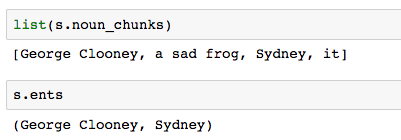 list(s.noun_chunks)
[George Clooney, a sad frog, Sydney, it]
s.ents
(George Clooney, Sydney)